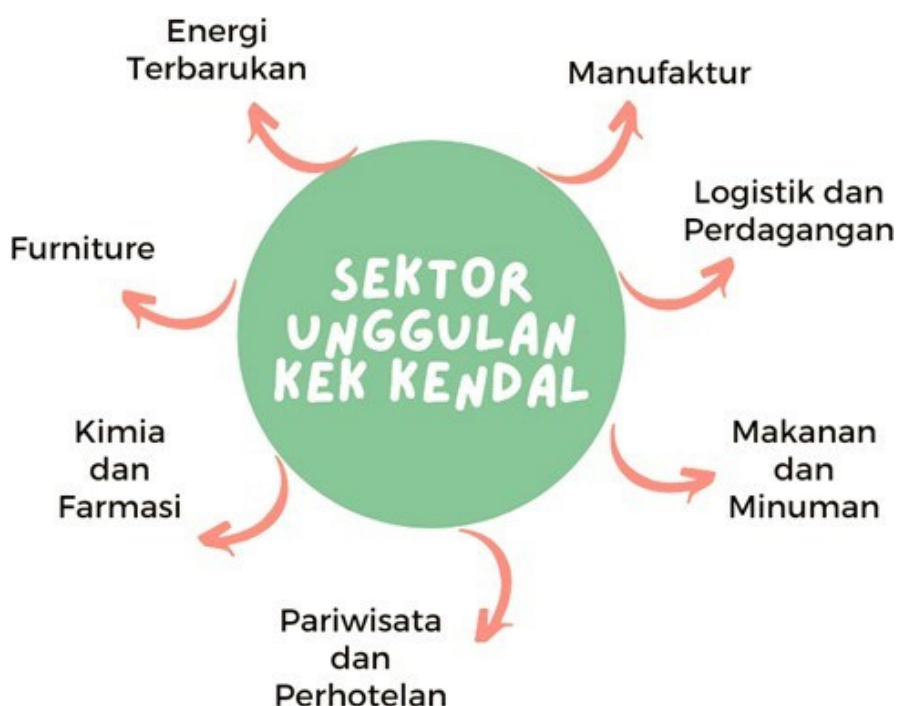 Energi
Terbarukan
Manufaktur
Logistik dan
Perdagangan
Furniture
SEKTOR
UNGGULAN
KEK KENDAL
Kimia
dan
Farmasi
Makanan
dan
Minuman
Pariwisata
dan
Perhotelan